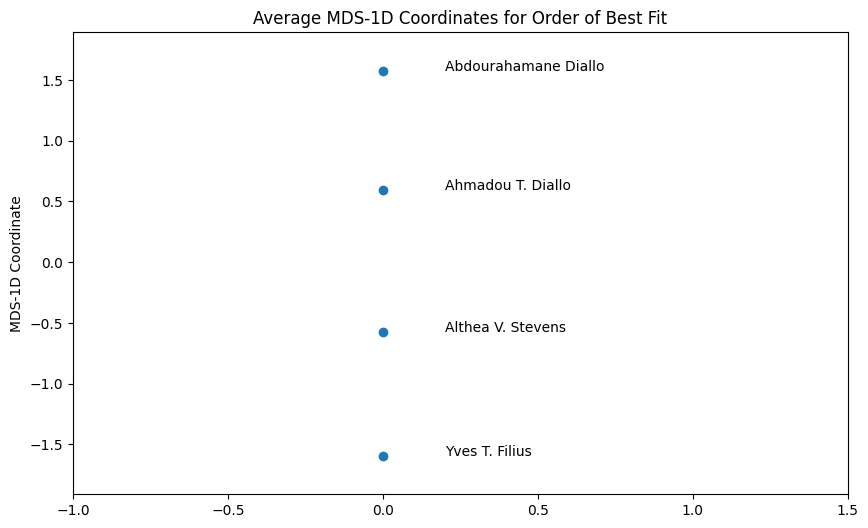 Average MDS-1D Coordinates for Order of Best Fit
MDS-1D Coordinate
1.5
1.0
0.5
0.0
−0.5
−1.0
−1.5
Abdourahamane Diallo
Ahmadou T. Diallo
Althea V. Stevens
Yves T. Filius
−1.0 −0.5 0.0 0.5 1.0 1.5